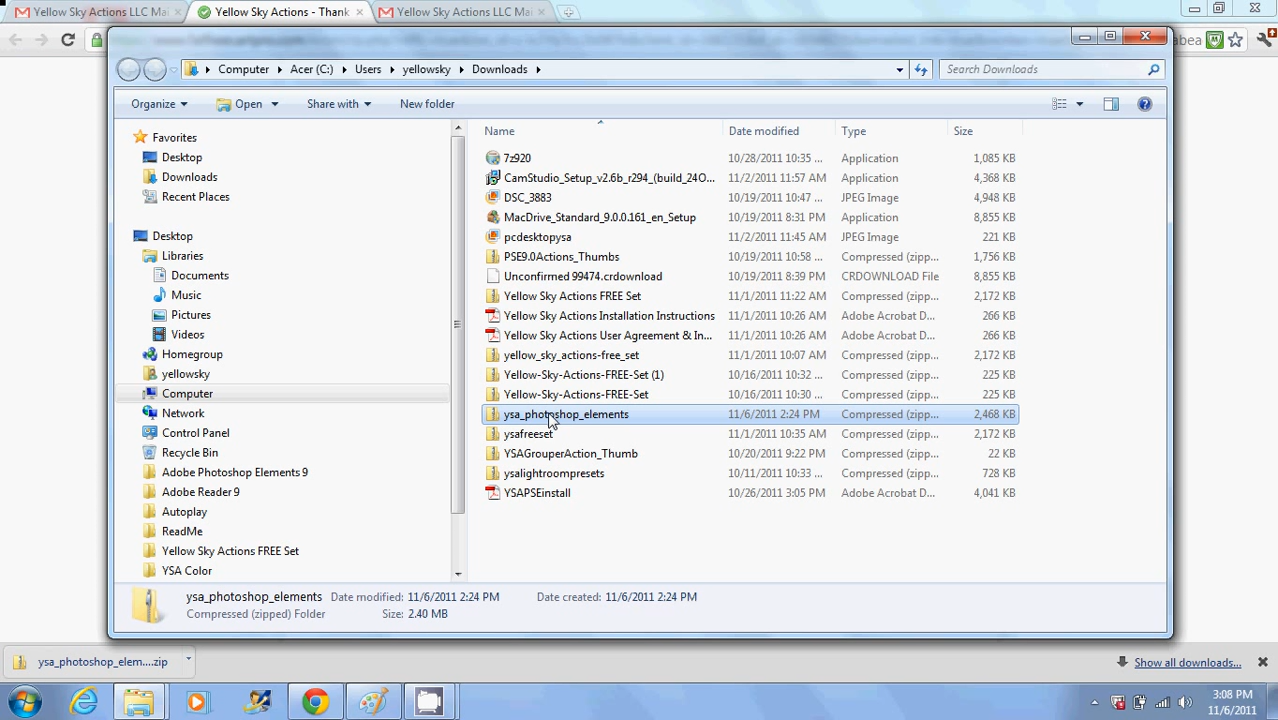 Yellow Sky Actions LLC Mai
Yellow Sky Actions - Thank
Yellow Sky Actions LLC Mai
Computer
Acer (C:)
Users
yellowsky
Downloads
Search Downloads
Organize
Open
Share with
New folder
Favorites
Desktop
Downloads
Recent Places
Desktop
Libraries
Documents
Music
Pictures
Videos
Homegroup
yellowsky
Computer
Network
Control Panel
Recycle Bin
Adobe Photoshop Elements 9
Adobe Reader 9
Autoplay
ReadMe
Yellow Sky Actions FREE Set
YSA Color
Name Date modified Type Size
7z920 10/28/2011 10:35 ... Application 1,085 KB
CamStudio_Setup_v2.6b_r294_(build_24O... 11/2/2011 11:57 AM Application 4,368 KB
DSC_3883 10/19/2011 10:47 ... JPEG Image 4,948 KB
MacDrive_Standard_9.0.0.161_en_Setup 10/19/2011 8:31 PM Application 8,855 KB
pcdesktopysa 11/2/2011 11:45 AM JPEG Image 221 KB
PSE9.0Actions_Thumbs 10/19/2011 10:58 ... Compressed (zipp... 1,756 KB
Unconfirmed 99474.crdownload 10/19/2011 8:39 PM CRDOWNLOAD File 8,855 KB
Yellow Sky Actions FREE Set 11/1/2011 11:22 AM Compressed (zipp... 2,172 KB
Yellow Sky Actions Installation Instructions 11/1/2011 10:26 AM Adobe Acrobat D... 266 KB
Yellow Sky Actions User Agreement & In... 11/1/2011 10:26 AM Adobe Acrobat D... 266 KB
yellow_sky_actions-free_set 11/1/2011 10:07 AM Compressed (zipp... 2,172 KB
Yellow-Sky-Actions-FREE-Set (1) 10/16/2011 10:32 ... Compressed (zipp... 225 KB
Yellow-Sky-Actions-FREE-Set 10/16/2011 10:30 ... Compressed (zipp... 225 KB
ysa_photoshop_elements 11/6/2011 2:24 PM Compressed (zipp... 2,468 KB
ysafreeset 11/1/2011 10:35 AM Compressed (zipp... 2,172 KB
YSAGrouperAction_Thumb 10/20/2011 9:22 PM Compressed (zipp... 22 KB
ysalightroompresets 10/11/2011 10:33 ... Compressed (zipp... 728 KB
YSAPSEinstall 10/26/2011 3:05 PM Adobe Acrobat D... 4,041 KB
ysa_photoshop_elements Date modified: 11/6/2011 2:24 PM Date created: 11/6/2011 2:24 PM
Compressed (zipped) Folder Size: 2.40 MB
ysa_photoshop_elem....zip
Show all downloads...
3:08 PM
11/6/2011